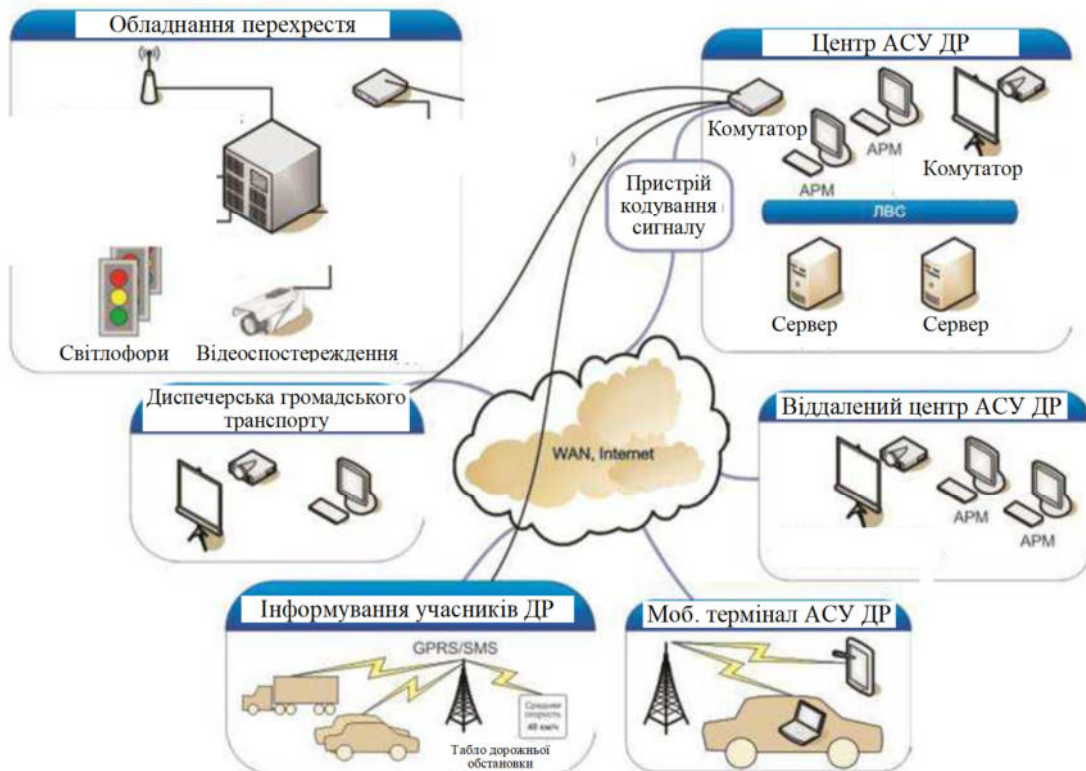 Обладнання перехрестя
Світлофори
Відеоспостереження
Центр АСУ ДР
Комутатор
АРМ
АРМ
Комутатор
ЛВС
Сервер
Сервер
Пристрій
кодування
сигналу
Диспечерська громадського
транспорту
WAN, Internet
Віддалений центр АСУ ДР
АРМ
АРМ
Інформування учасників ДР
GPRS/SMS
Средняя
скорость
48 км/ч
Табло дорожньої
обстановки
Моб. термінал АСУ ДР